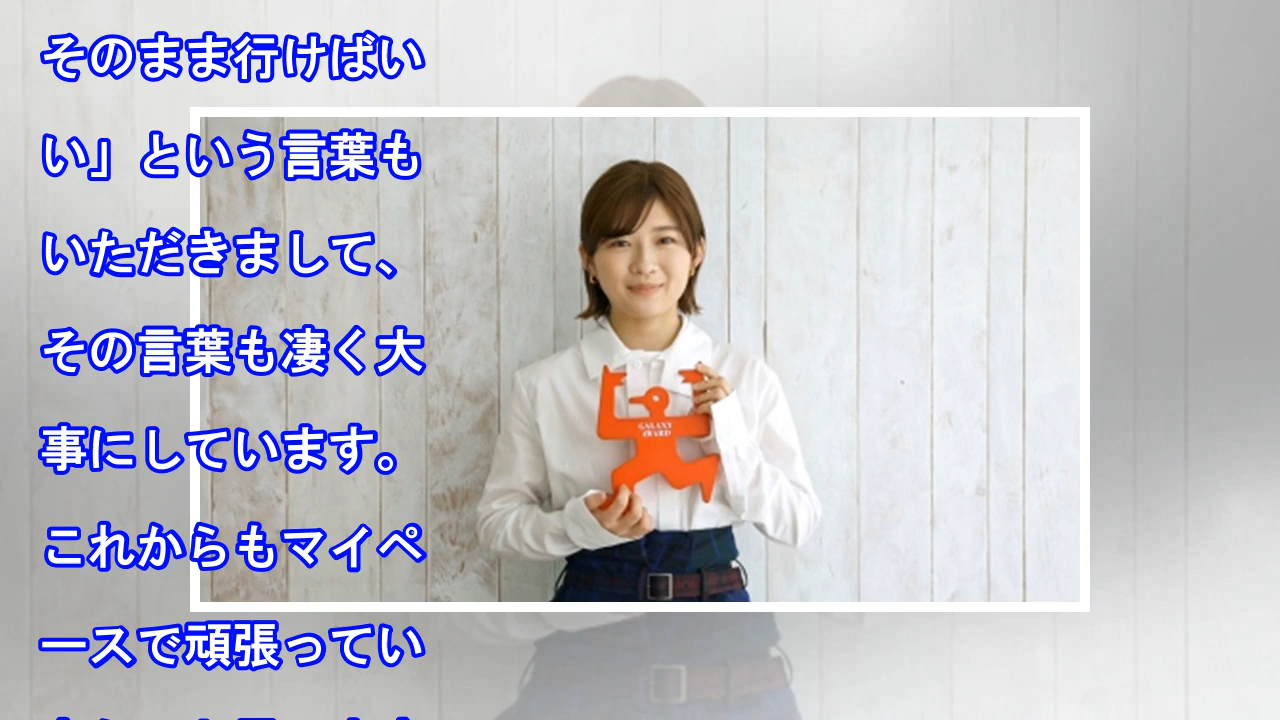 そのまま行けばい
い」という言葉も
いただきまして、
その言葉も凄く大
事にしています。
これからもマイペ
ースで頑張ってい
GALAXY
AWARD